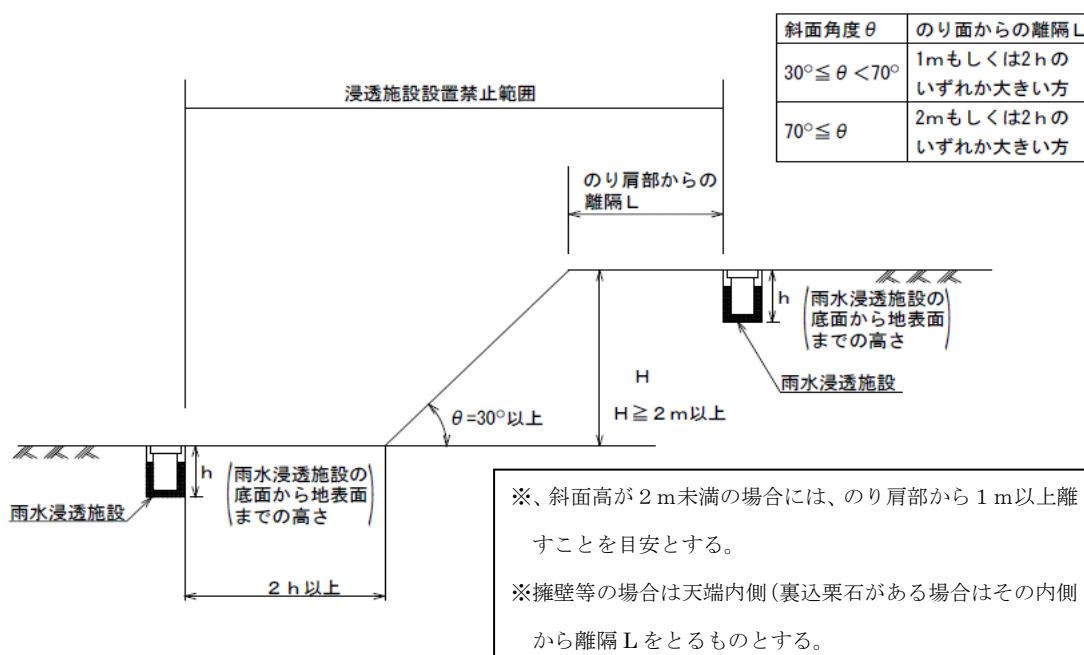 斜面角度θ
のり面からの離隔L
30°≦θ<70°
1mもしくは2hの
いずれか大きい方
70°≦θ
2mもしくは2hの
いずれか大きい方
浸透施設設置禁止範囲
のり肩部からの
離隔L
h
雨水浸透施設の
底面から地表面
までの高さ
雨水浸透施設
H
H≧2m以上
θ=30°以上
h
雨水浸透施設の
底面から地表面
までの高さ
雨水浸透施設
2h以上
※、斜面高が2m未満の場合には、のり肩部から1m以上離
すことを目安とする。
※擁壁等の場合は天端内側(裏込栗石がある場合はその内側
から離隔Lをとるものとする。